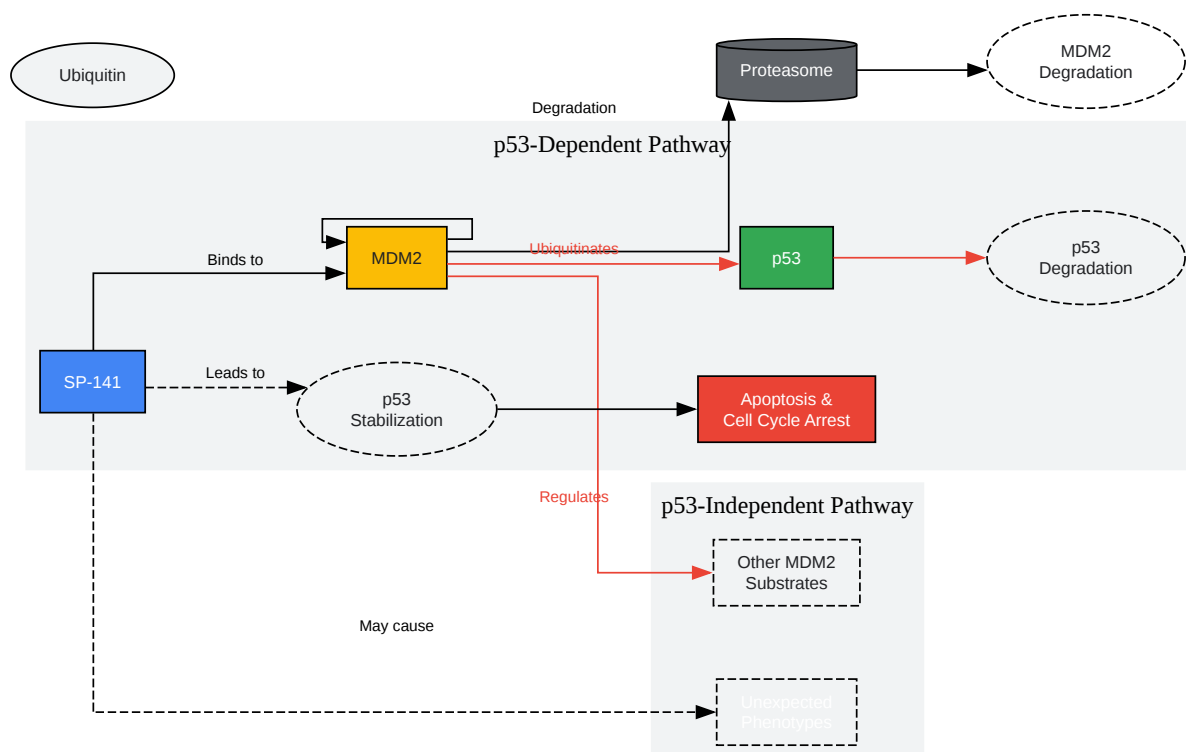 MDM2
Degradation
Proteasome
Ubiquitin
Degradation
p53-Dependent Pathway
Ubiquitinates
p53
Degradation
Binds to
MDM2
p53
Leads to
SP-141
p53
Stabilization
Apoptosis &
Cell Cycle Arrest
Regulates
p53-Independent Pathway
Other MDM2
Substrates
May cause
Unexpected
Phenotypes